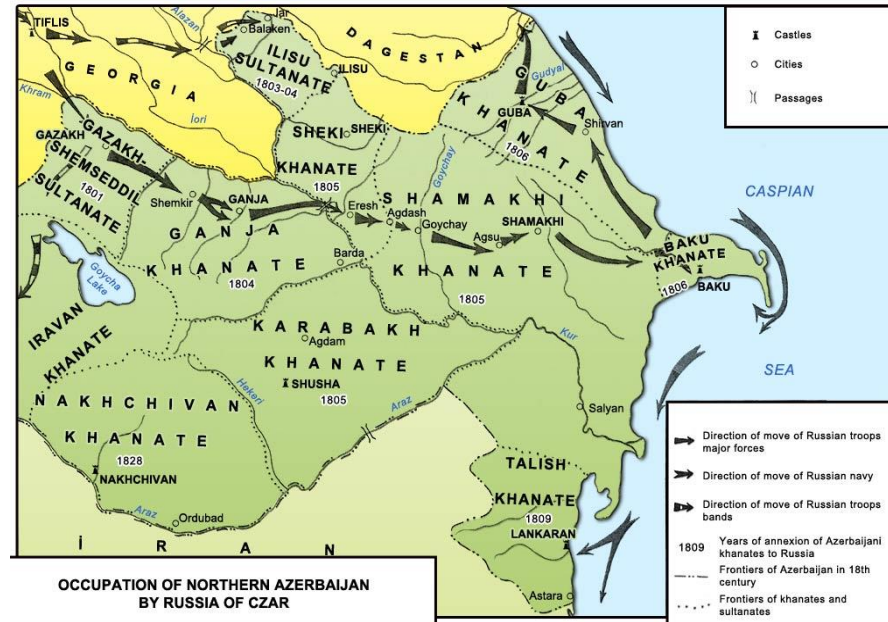 TIFLIS
Alazan
Jar
Balaken
DAGESTAN
ILISU
SULTANATE
1803-04
ILISU
GEORGIA
Iori
Khram
GUBA
KHANATE
Gudyal
GUBA
1806
Shirvan
Castles
Cities
Passages
GAZAKH
GAZAKH-
SHEMSEDDIL
SULTANATE
1801
SHEKI
SHEKI
KHANATE
1805
Goychay
Shemkir
GANJA
GANJA
KHANATE
1804
Eresh
Agdash
Goychay
SHAMAKHI
SHAMAKHI
Agsu
KHANATE
1805
Barda
CASPIAN
SEA
BAKU
KHANATE
1806
BAKU
Goycha
Lake
IRAVAN
KHANATE
KARABAKH
Agdam
KHANATE
SHUSHA
1805
Hekeri
Araz
Kur
Salyan
NAKHCHIVAN
KHANATE
1828
NAKHCHIVAN
Araz
Ordubad
TALISH
KHANATE
1809
LANKARAN
Astara
İRAN
Direction of move of Russian troops
major forces
Direction of move of Russian navy
Direction of move of Russian troops
bands
1809 Years of annexion of Azerbaijani
khanates to Russia
Frontiers of Azerbaijan in 18th
century
Frontiers of khanates and
sultanates
OCCUPATION OF NORTHERN AZERBAIJAN
BY RUSSIA OF CZAR